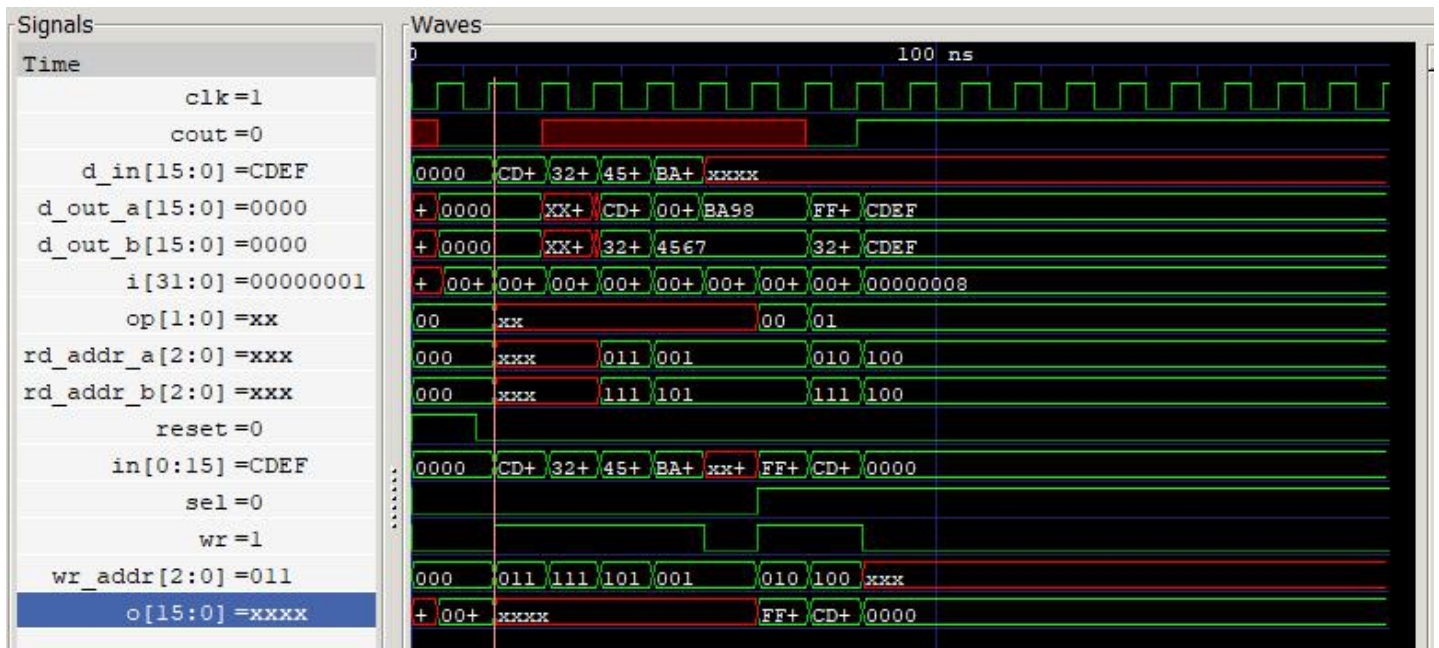 Signals Waves
Time 0 100 ns
clk=1
cout=0
d_in[15:0]=CDEF 0000 CD+ 32+ 45+ BA+ xxxx
d_out_a[15:0]=0000 + 0000 XX+ CD+ 00+ BA98 FF+ CDEF
d_out_b[15:0]=0000 + 0000 XX+ 32+ 4567 32+ CDEF
i[31:0]=00000001 + 00+ 00+ 00+ 00+ 00+ 00+ 00+ 00+ 00000008
op[1:0]=xx 00 xx 00 01
rd_addr_a[2:0]=xxx 000 xxx 011 001 010 100
rd_addr_b[2:0]=xxx 000 xxx 111 101 111 100
reset=0
in[0:15]=CDEF 0000 CD+ 32+ 45+ BA+ xx+ FF+ CD+ 0000
sel=0
wr=1
wr_addr[2:0]=011 000 011 111 101 001 010 100 xxx
o[15:0]=xxxx + 00+ xxxx FF+ CD+ 0000